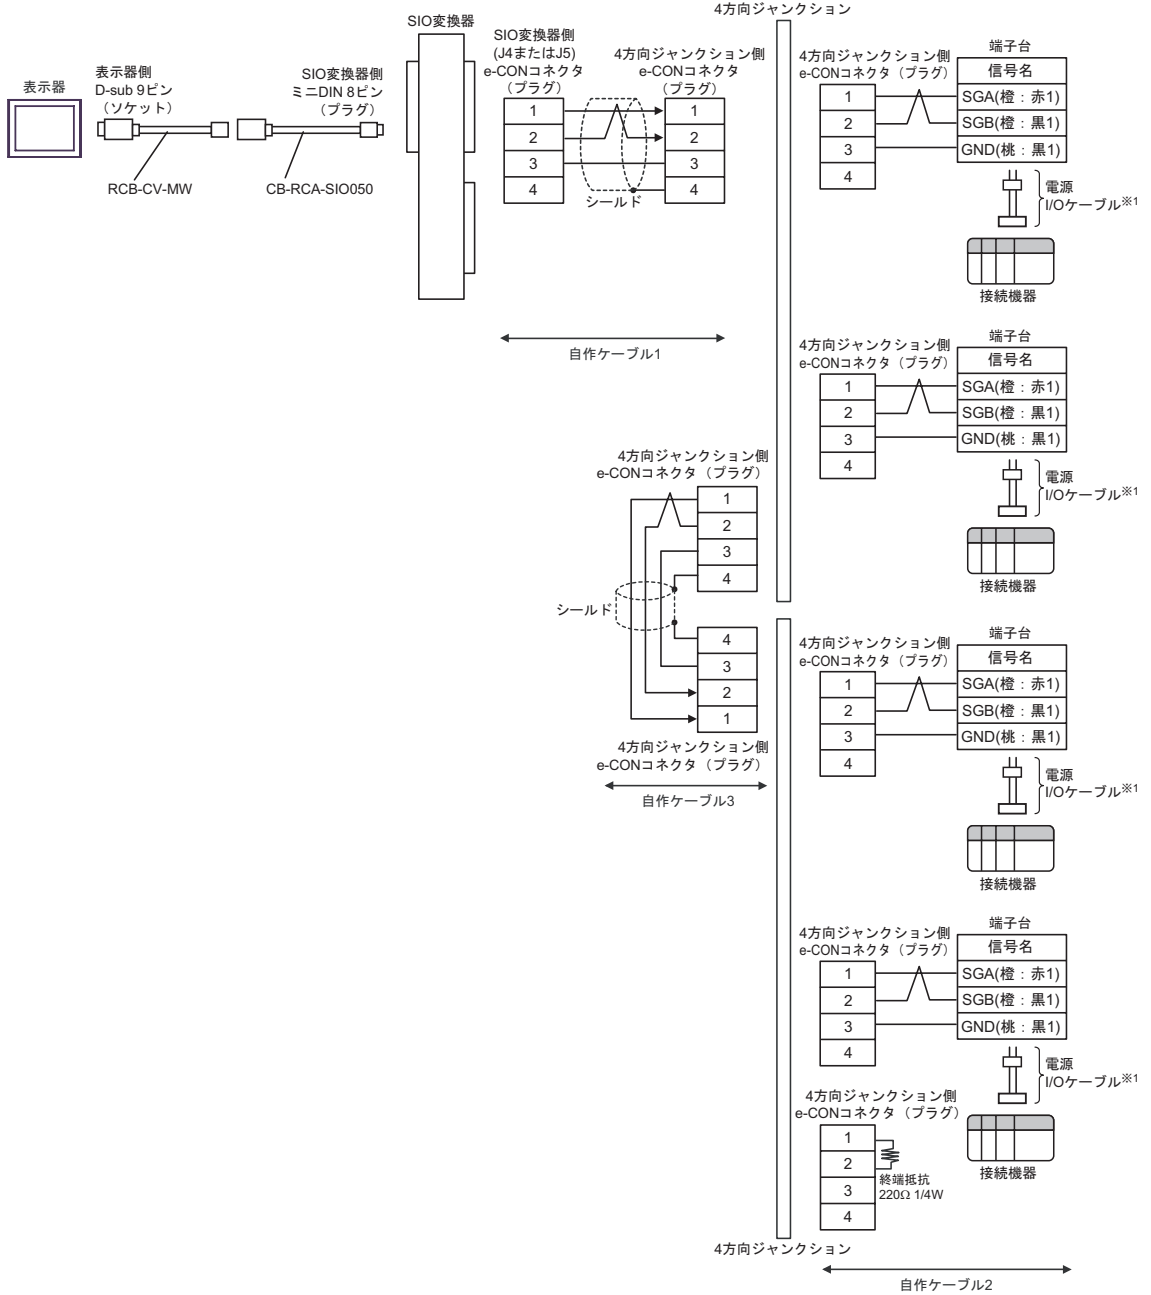 表示器
表示器側
D-sub 9ピン
（ソケット）
RCB-CV-MW
SIO変換器側
ミニDIN 8ピン
（プラグ）
CB-RCA-SIO050
SIO変換器
SIO変換器側
(J4またはJ5)
e-CONコネクタ
（プラグ）
1
2
3
4
シールド
4方向ジャンクション側
e-CONコネクタ
（プラグ）
1
2
3
4
自作ケーブル1
4方向ジャンクション
4方向ジャンクション側
e-CONコネクタ（プラグ）
1
2
3
4
端子台
信号名
SGA(橙：赤1)
SGB(橙：黒1)
GND(桃：黒1)
電源
I/Oケーブル※1
接続機器
4方向ジャンクション側
e-CONコネクタ（プラグ）
1
2
3
4
端子台
信号名
SGA(橙：赤1)
SGB(橙：黒1)
GND(桃：黒1)
電源
I/Oケーブル※1
接続機器
4方向ジャンクション側
e-CONコネクタ（プラグ）
1
2
3
4
シールド
4
3
2
1
4方向ジャンクション側
e-CONコネクタ（プラグ）
自作ケーブル3
4方向ジャンクション側
e-CONコネクタ（プラグ）
1
2
3
4
端子台
信号名
SGA(橙：赤1)
SGB(橙：黒1)
GND(桃：黒1)
電源
I/Oケーブル※1
接続機器
4方向ジャンクション側
e-CONコネクタ（プラグ）
1
2
3
4
端子台
信号名
SGA(橙：赤1)
SGB(橙：黒1)
GND(桃：黒1)
電源
I/Oケーブル※1
接続機器
4方向ジャンクション側
e-CONコネクタ（プラグ）
1
2
3
4
終端抵抗
220Ω 1/4W
4方向ジャンクション
自作ケーブル2